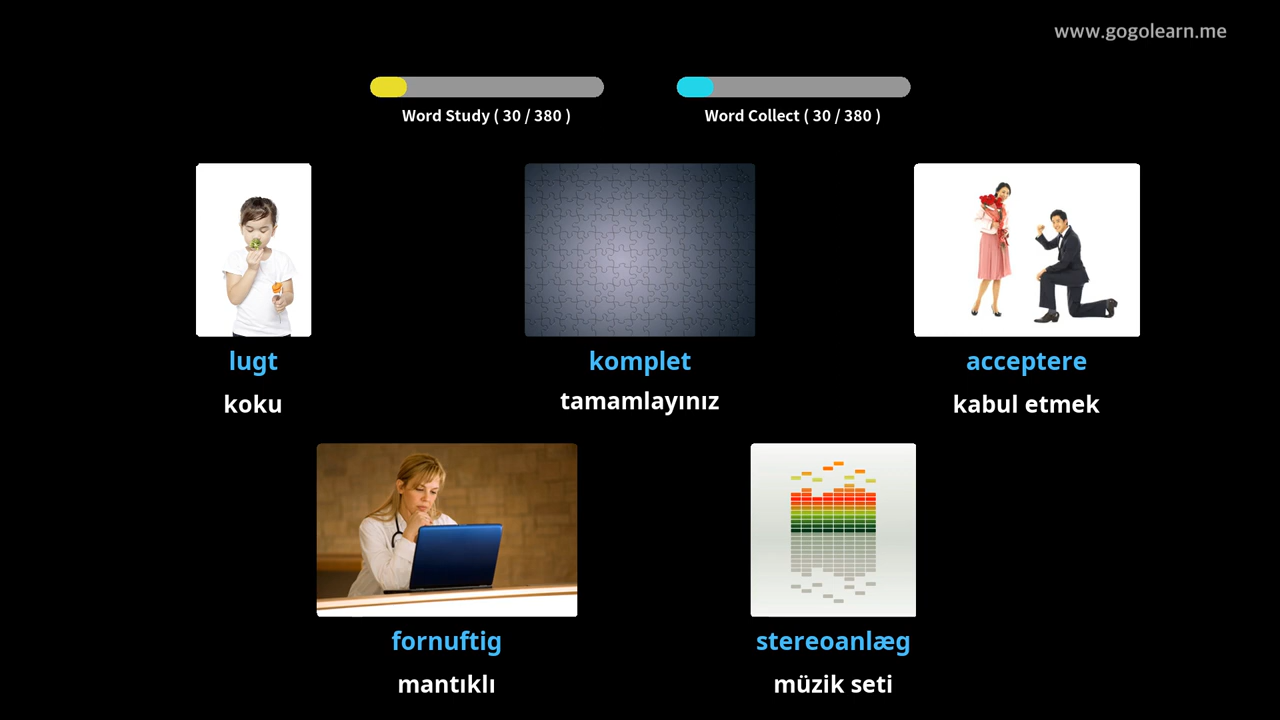 www.gogolearn.me
Word Study ( 30 / 380 )
Word Collect ( 30 / 380 )
lugt
koku
komplet
tamamlayınız
acceptere
kabul etmek
fornuftig
mantıklı
stereoanlæg
müzik seti